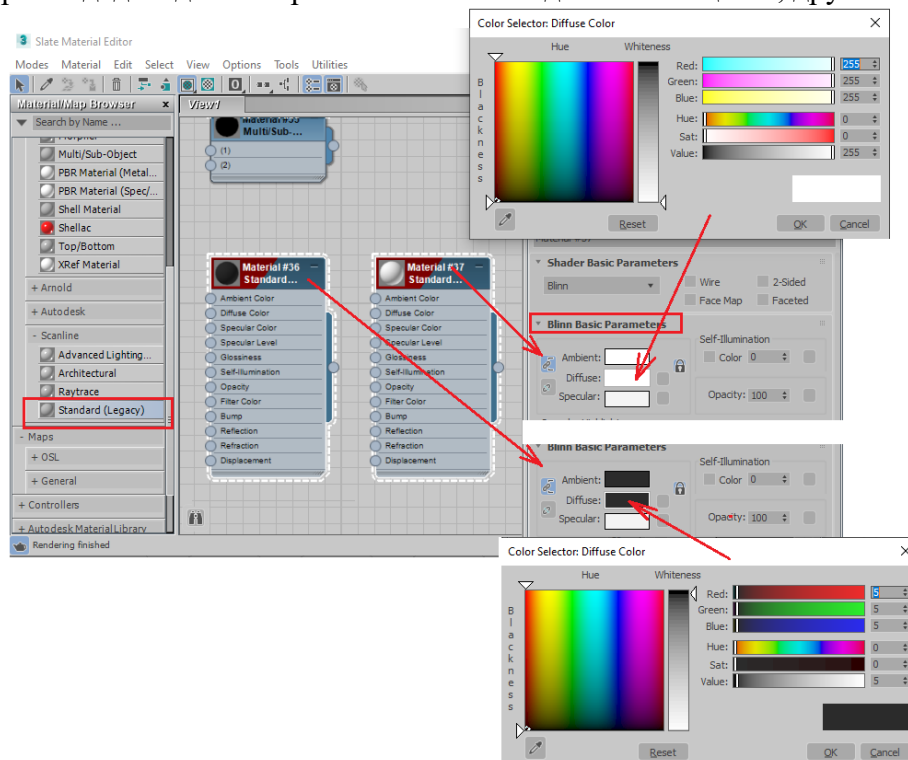 Color Selector: Diffuse Color
Hue
Whiteness
Blackness
Red: 255
Green: 255
Blue: 255
Hue: 0
Sat: 0
Value: 255
Reset
OK
Cancel
3 Slate Material Editor
Modes Material Edit Select View Options Tools Utilities
Material/Map Browser x
Search by Name ...
Multi/Sub-Object
PBR Material (Metal...
PBR Material (Spec/...
Shell Material
Shellac
Top/Bottom
XRef Material
+ Arnold
+ Autodesk
- Scanline
Advanced Lighting...
Architectural
Raytrace
Standard (Legacy)
- Maps
+ OSL
+ General
+ Controllers
+ Autodesk Material Library
Rendering finished
View1
Multi/Sub-...
(1)
(2)
Material #36
Standard...
Ambient Color
Diffuse Color
Specular Color
Specular Level
Glossiness
Self-Illumination
Opacity
Filter Color
Bump
Reflection
Refraction
Displacement
Material #37
Standard...
Ambient Color
Diffuse Color
Specular Color
Specular Level
Glossiness
Self-Illumination
Opacity
Filter Color
Bump
Reflection
Refraction
Displacement
Shader Basic Parameters
Blinn
Wire
2-Sided
Face Map
Faceted
Blinn Basic Parameters
Self-Illumination
Ambient:
Color 0
Diffuse:
Specular:
Opacity: 100
Blinn Basic Parameters
Self-Illumination
Ambient:
Color 0
Diffuse:
Specular:
Opacity: 100
Color Selector: Diffuse Color
Hue
Whiteness
Blackness
Red: 5
Green: 5
Blue: 5
Hue: 0
Sat: 0
Value: 5
Reset
OK
Cancel